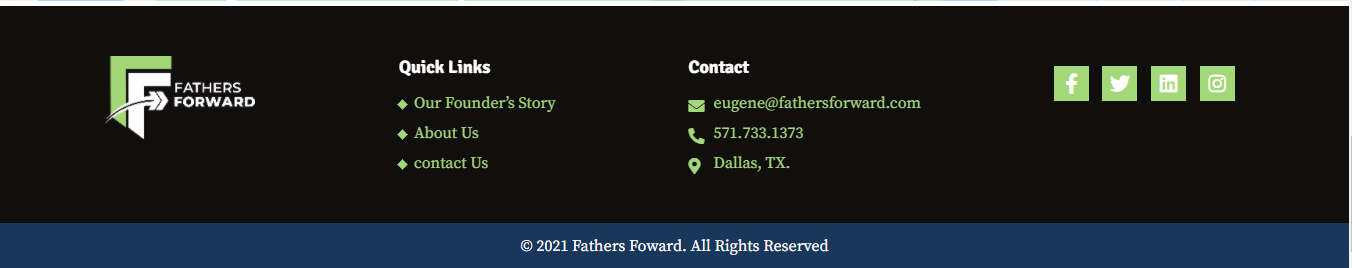 FATHERS
FORWARD
Quick Links
Our Founder's Story
About Us
contact Us
Contact
eugene@fathersforward.com
571.733.1373
Dallas, TX.
© 2021 Fathers Foward. All Rights Reserved